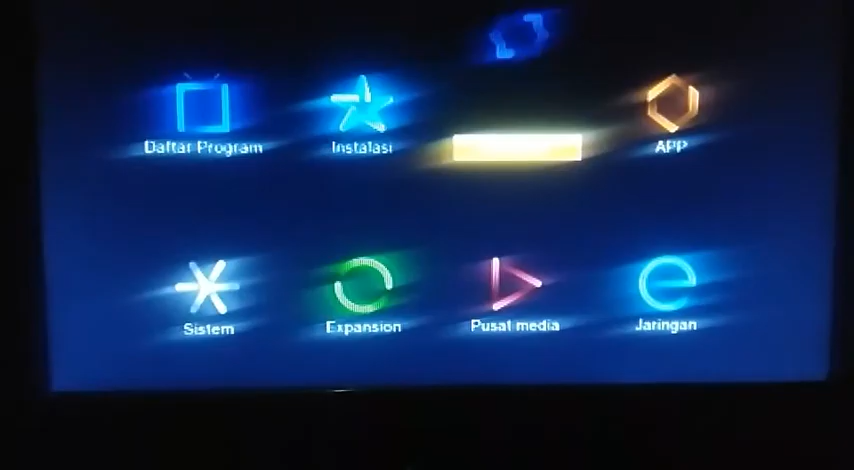 Daftar Program
Instalasi
APP
Sistem
Expansion
Pusat media
Jaringan